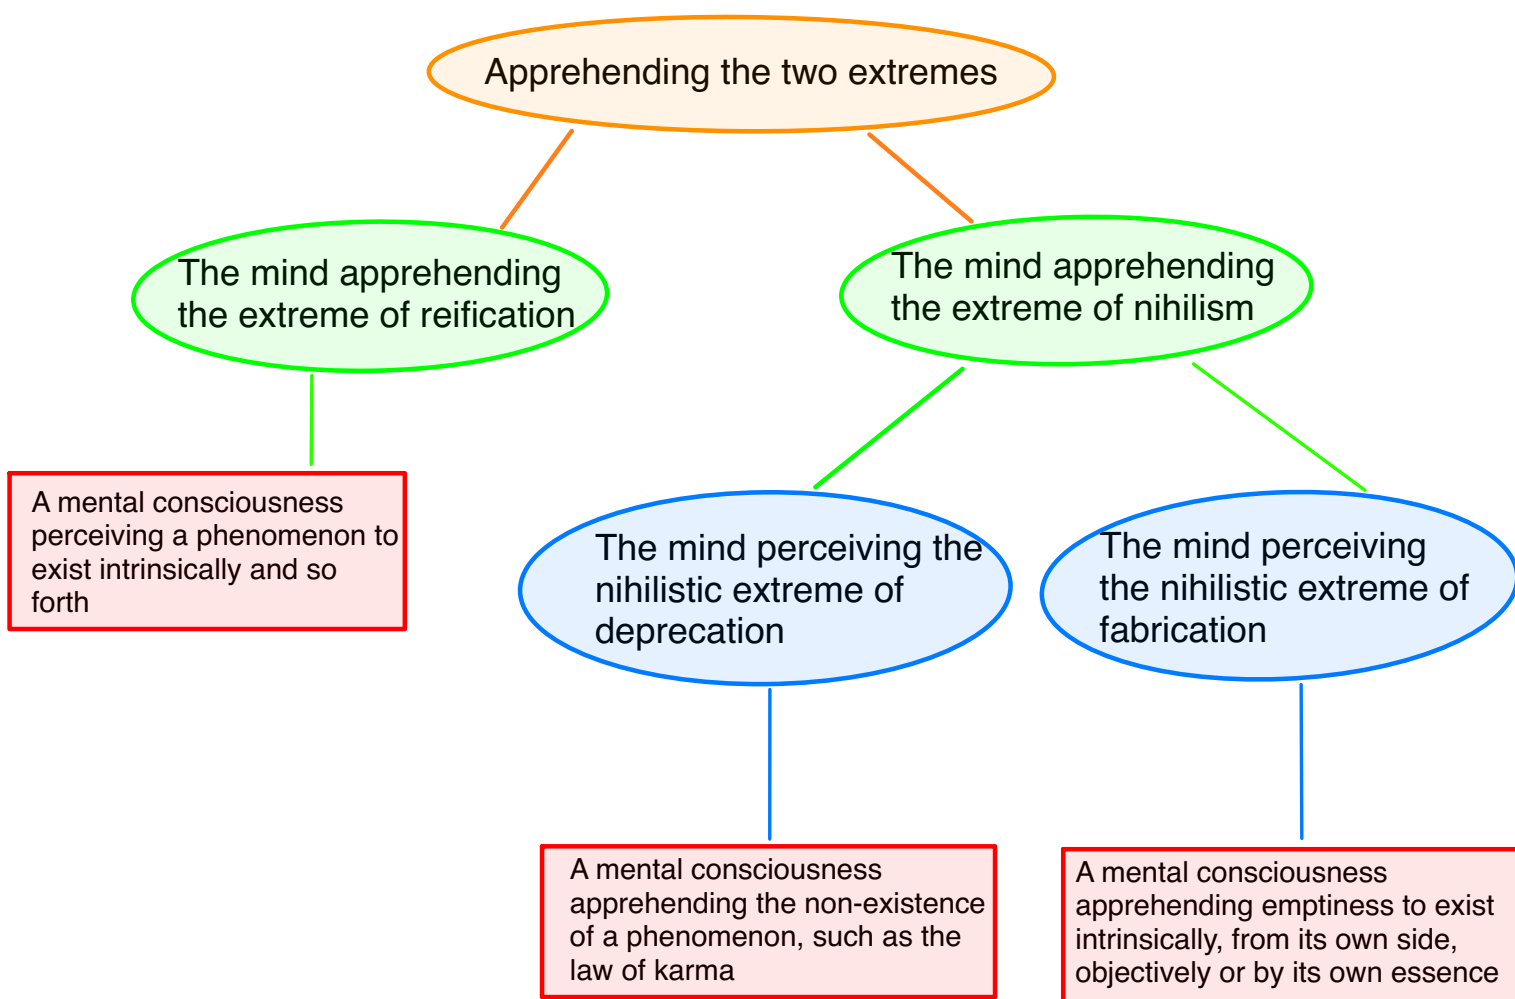 Apprehending the two extremes
The mind apprehending
the extreme of reification
The mind apprehending
the extreme of nihilism
A mental consciousness
perceiving a phenomenon to
exist intrinsically and so
forth
The mind perceiving the
nihilistic extreme of
deprecation
The mind perceiving
the nihilistic extreme of
fabrication
A mental consciousness
apprehending the non-existence
of a phenomenon, such as the
law of karma
A mental consciousness
apprehending emptiness to exist
intrinsically, from its own side,
objectively or by its own essence